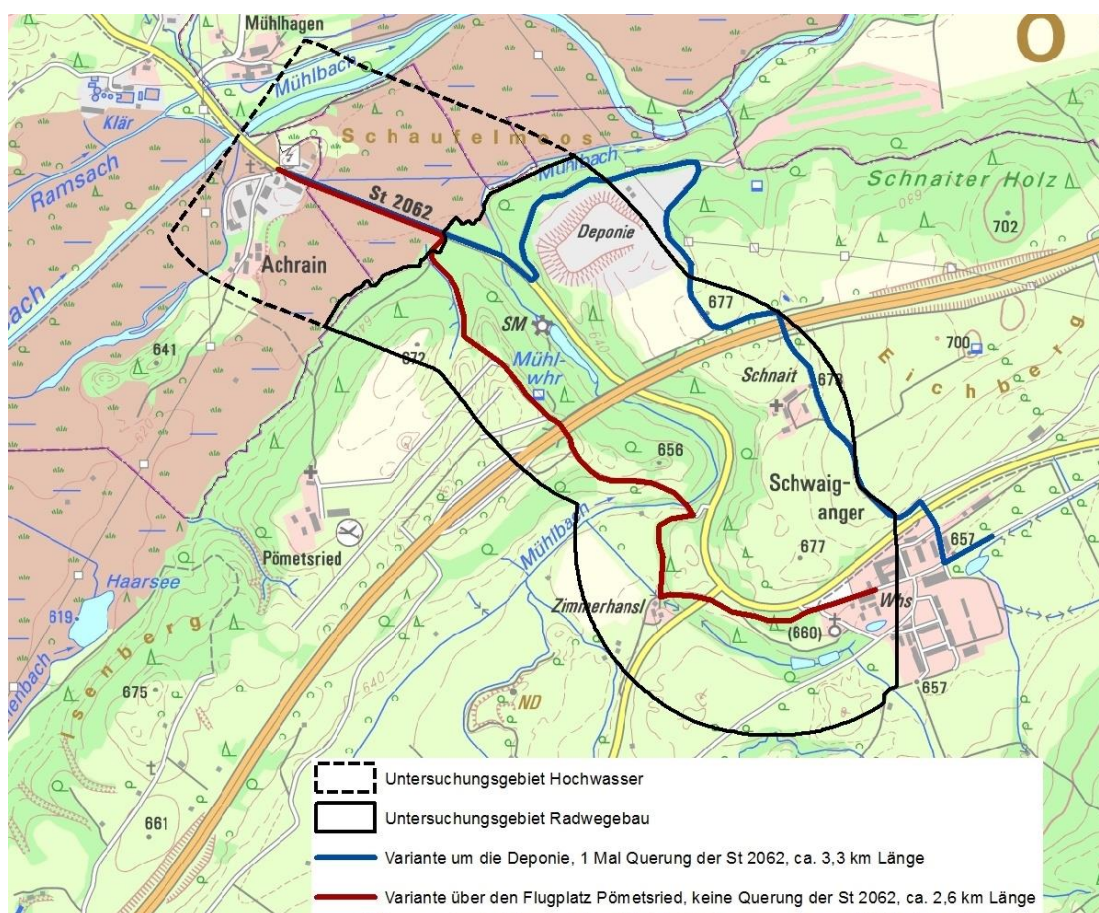 Mühlhagen
O
Mühlbach
Klär
Schaufelmoos
Ramsach
Mühlbach
Schnaiter Holz
St 2062
702
Deponie
Achrain
677
SM
641
672
Mühl-
whr
Schnait
673
700
Eichberg
656
Schwaig-
anger
Pömetsried
677
657
Mühlbach
Haarsee
Zimmerhansl
Whs
619
(660)
Isenberg
640
675
ND
657
661
Untersuchungsgebiet Hochwasser
Untersuchungsgebiet Radwegebau
Variante um die Deponie, 1 Mal Querung der St 2062, ca. 3,3 km Länge
Variante über den Flugplatz Pömetsried, keine Querung der St 2062, ca. 2,6 km Länge